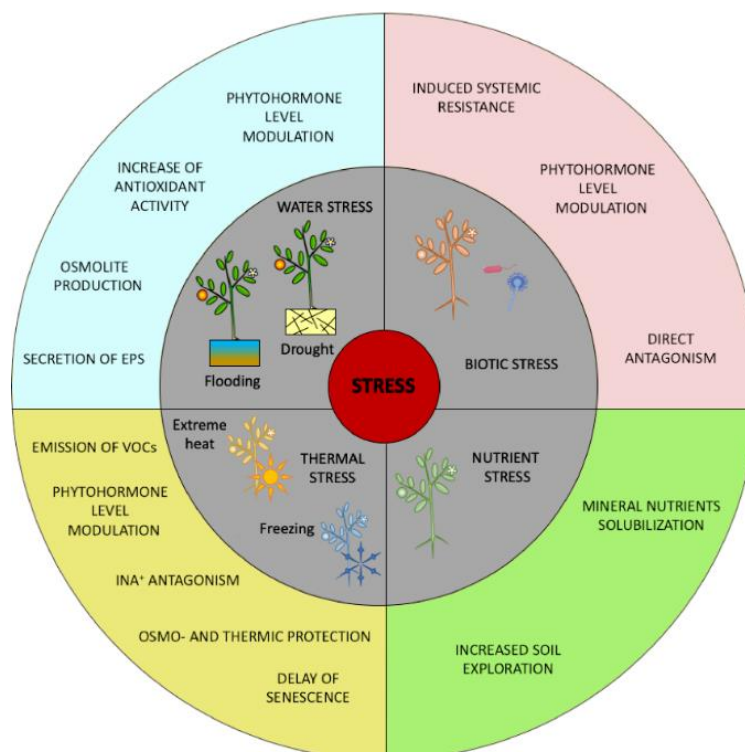 PHYTOHORMONE
LEVEL
MODULATION
INCREASE OF
ANTIOXIDANT
ACTIVITY
OSMOLITE
PRODUCTION
SECRETION OF EPS
INDUCED SYSTEMIC
RESISTANCE
PHYTOHORMONE
LEVEL
MODULATION
DIRECT
ANTAGONISM
WATER STRESS
Flooding
Drought
BIOTIC STRESS
STRESS
Extreme
heat
THERMAL
STRESS
Freezing
NUTRIENT
STRESS
EMISSION OF VOCs
PHYTOHORMONE
LEVEL
MODULATION
INA⁺ ANTAGONISM
OSMO- AND THERMIC PROTECTION
DELAY OF
SENESCENCE
MINERAL NUTRIENTS
SOLUBILIZATION
INCREASED SOIL
EXPLORATION